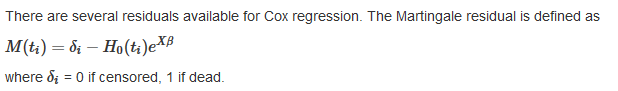 There are several residuals available for Cox regression. The Martingale residual is defined as
M(tᵢ) = δᵢ − H₀(tᵢ)e^{Xβ}
where δᵢ = 0 if censored, 1 if dead.